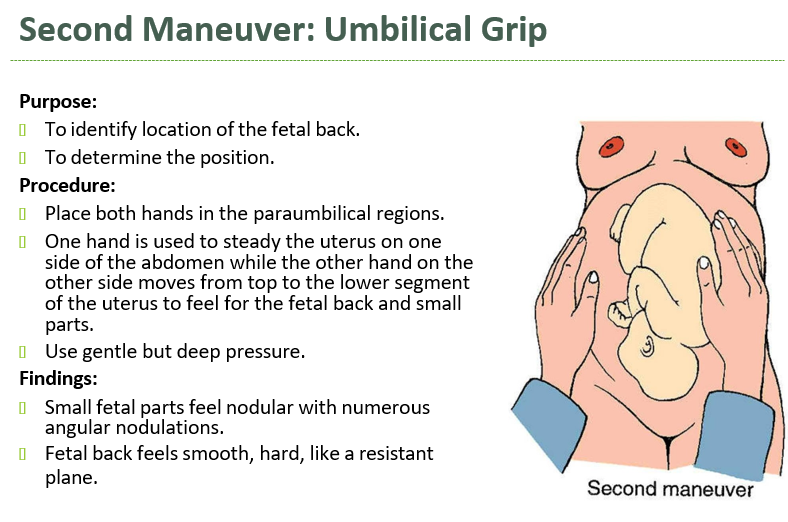 Second Maneuver: Umbilical Grip
Purpose:
To identify location of the fetal back.
To determine the position.
Procedure:
Place both hands in the paraumbilical regions.
One hand is used to steady the uterus on one
side of the abdomen while the other hand on the
other side moves from top to the lower segment
of the uterus to feel for the fetal back and small
parts.
Use gentle but deep pressure.
Findings:
Small fetal parts feel nodular with numerous
angular nodulations.
Fetal back feels smooth, hard, like a resistant
plane.
Second maneuver